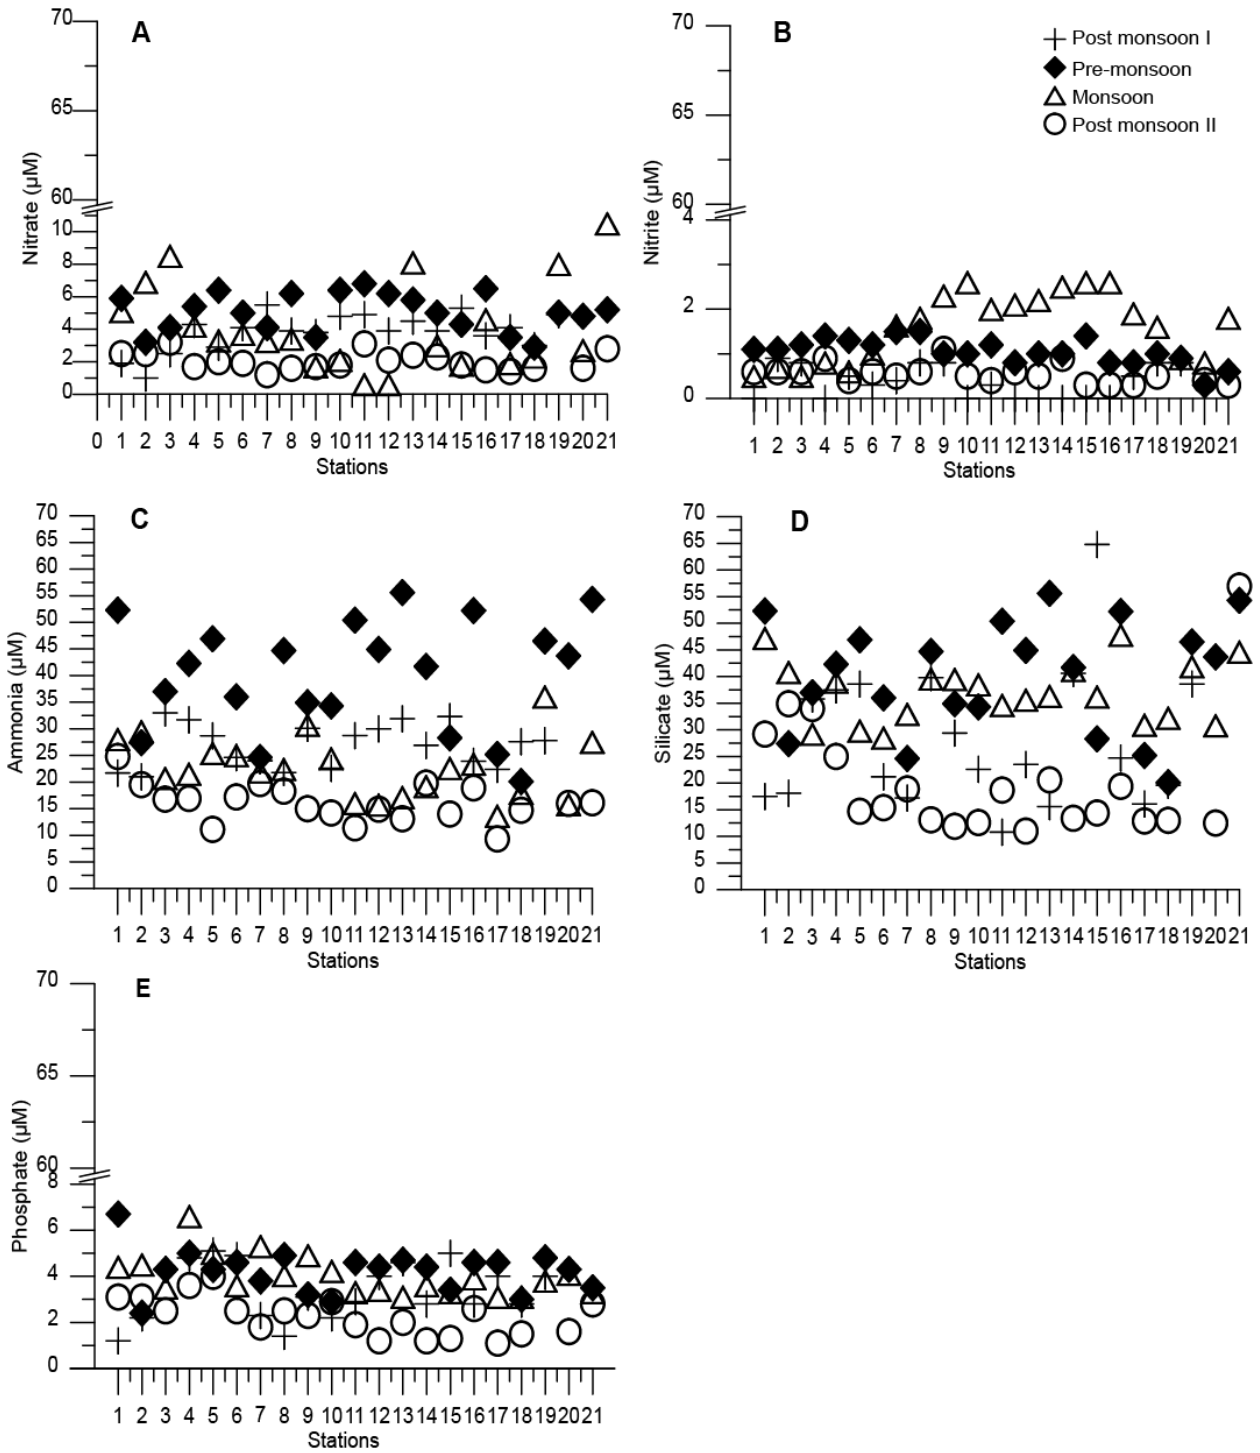 A
70
65
60
10
8
6
4
2
0
Nitrate (µM)
0 1 2 3 4 5 6 7 8 9 10 11 12 13 14 15 16 17 18 19 20 21
Stations
B
70
65
60
4
2
0
Nitrite (µM)
1 2 3 4 5 6 7 8 9 10 11 12 13 14 15 16 17 18 19 20 21
Stations
Post monsoon I
Pre-monsoon
Monsoon
Post monsoon II
C
70
65
60
55
50
45
40
35
30
25
20
15
10
5
0
Ammonia (µM)
1 2 3 4 5 6 7 8 9 10 11 12 13 14 15 16 17 18 19 20 21
Stations
D
70
65
60
55
50
45
40
35
30
25
20
15
10
5
0
Silicate (µM)
1 2 3 4 5 6 7 8 9 10 11 12 13 14 15 16 17 18 19 20 21
Stations
E
70
65
60
8
6
4
2
0
Phosphate (µM)
1 2 3 4 5 6 7 8 9 10 11 12 13 14 15 16 17 18 19 20 21
Stations